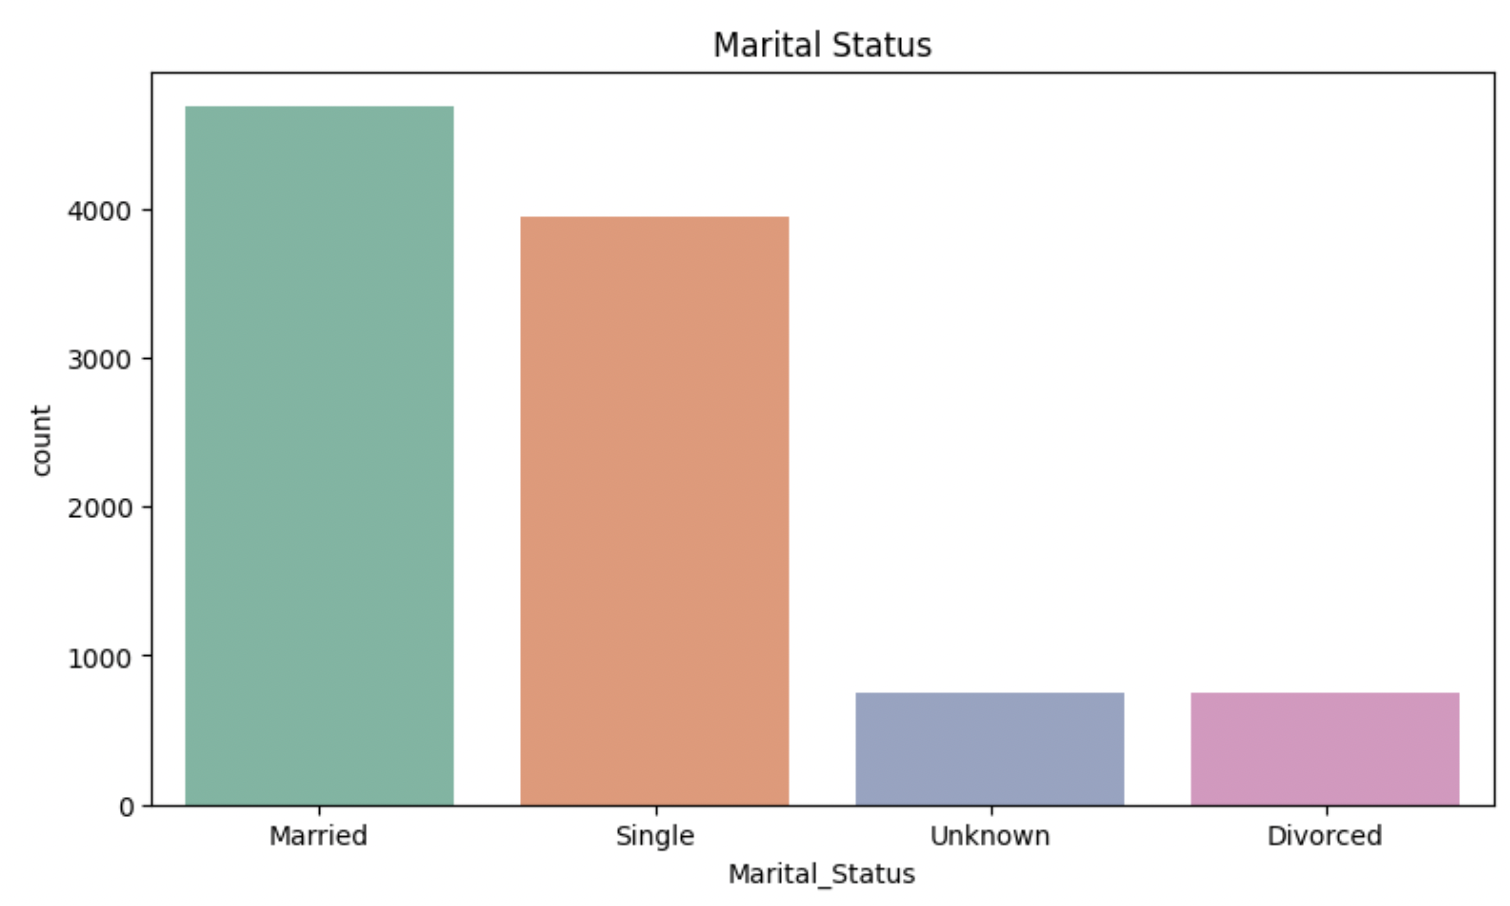 Marital Status
4000
3000
2000
1000
0
count
Married Single Unknown Divorced
Marital_Status